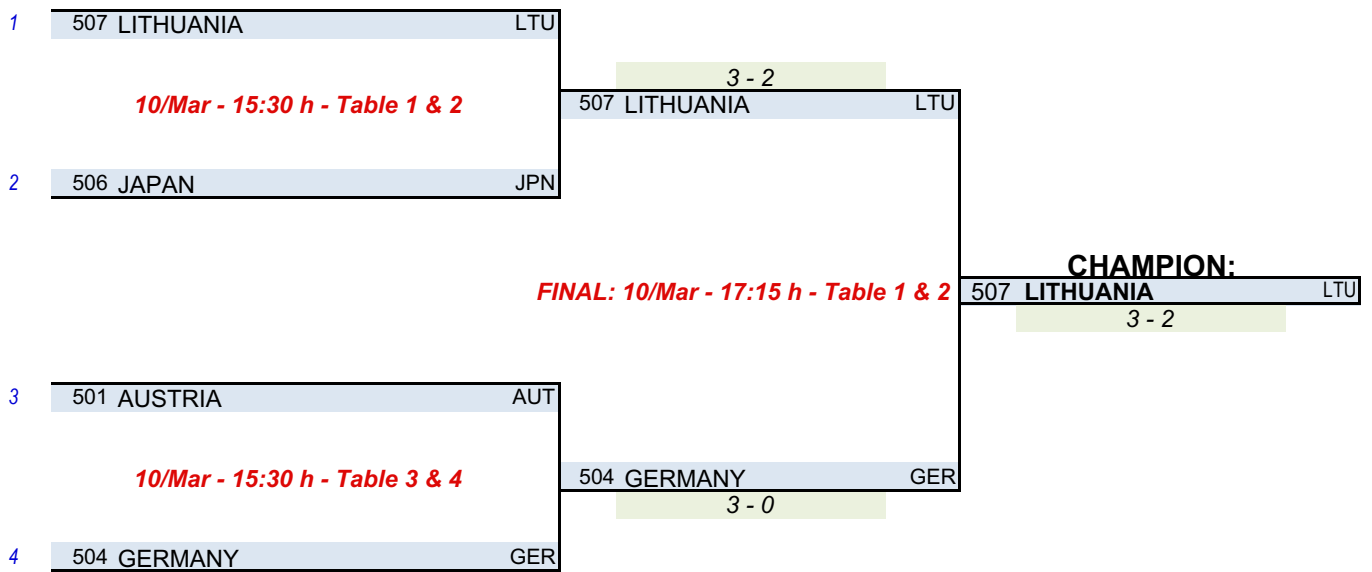 1 507 LITHUANIA LTU
3 - 2
10/Mar - 15:30 h - Table 1 & 2
507 LITHUANIA LTU
2 506 JAPAN JPN
CHAMPION:
FINAL: 10/Mar - 17:15 h - Table 1 & 2
507 LITHUANIA LTU
3 - 2
3 501 AUSTRIA AUT
10/Mar - 15:30 h - Table 3 & 4
504 GERMANY GER
3 - 0
4 504 GERMANY GER